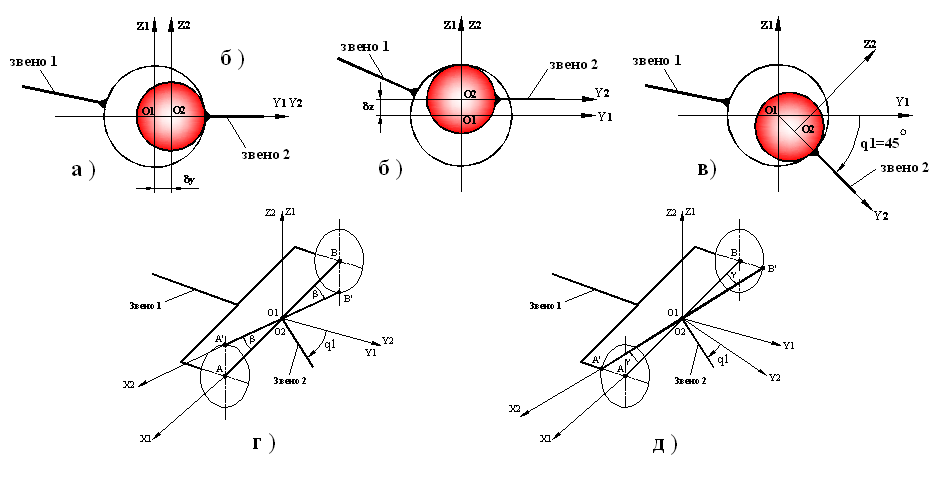 Z1 Z2
б )
звено 1
O1 O2
Y1 Y2
звено 2
а )
δy
Z1 Z2
звено 1
звено 2
δz
O2
O1
Y2
Y1
б )
Z1
Z2
звено 1
O1
O2
Y1
q1=45°
звено 2
Y2
в )
Z2 Z1
B
β
B'
Звено 1
O1
O2
A'
β
A
q1
Y2
Y1
Звено 2
X2
X1
г )
Z2 Z1
B
γ
B'
Звено 1
O1
O2
A'
γ
A
q1
Y1
Y2
Звено 2
X2
X1
д )